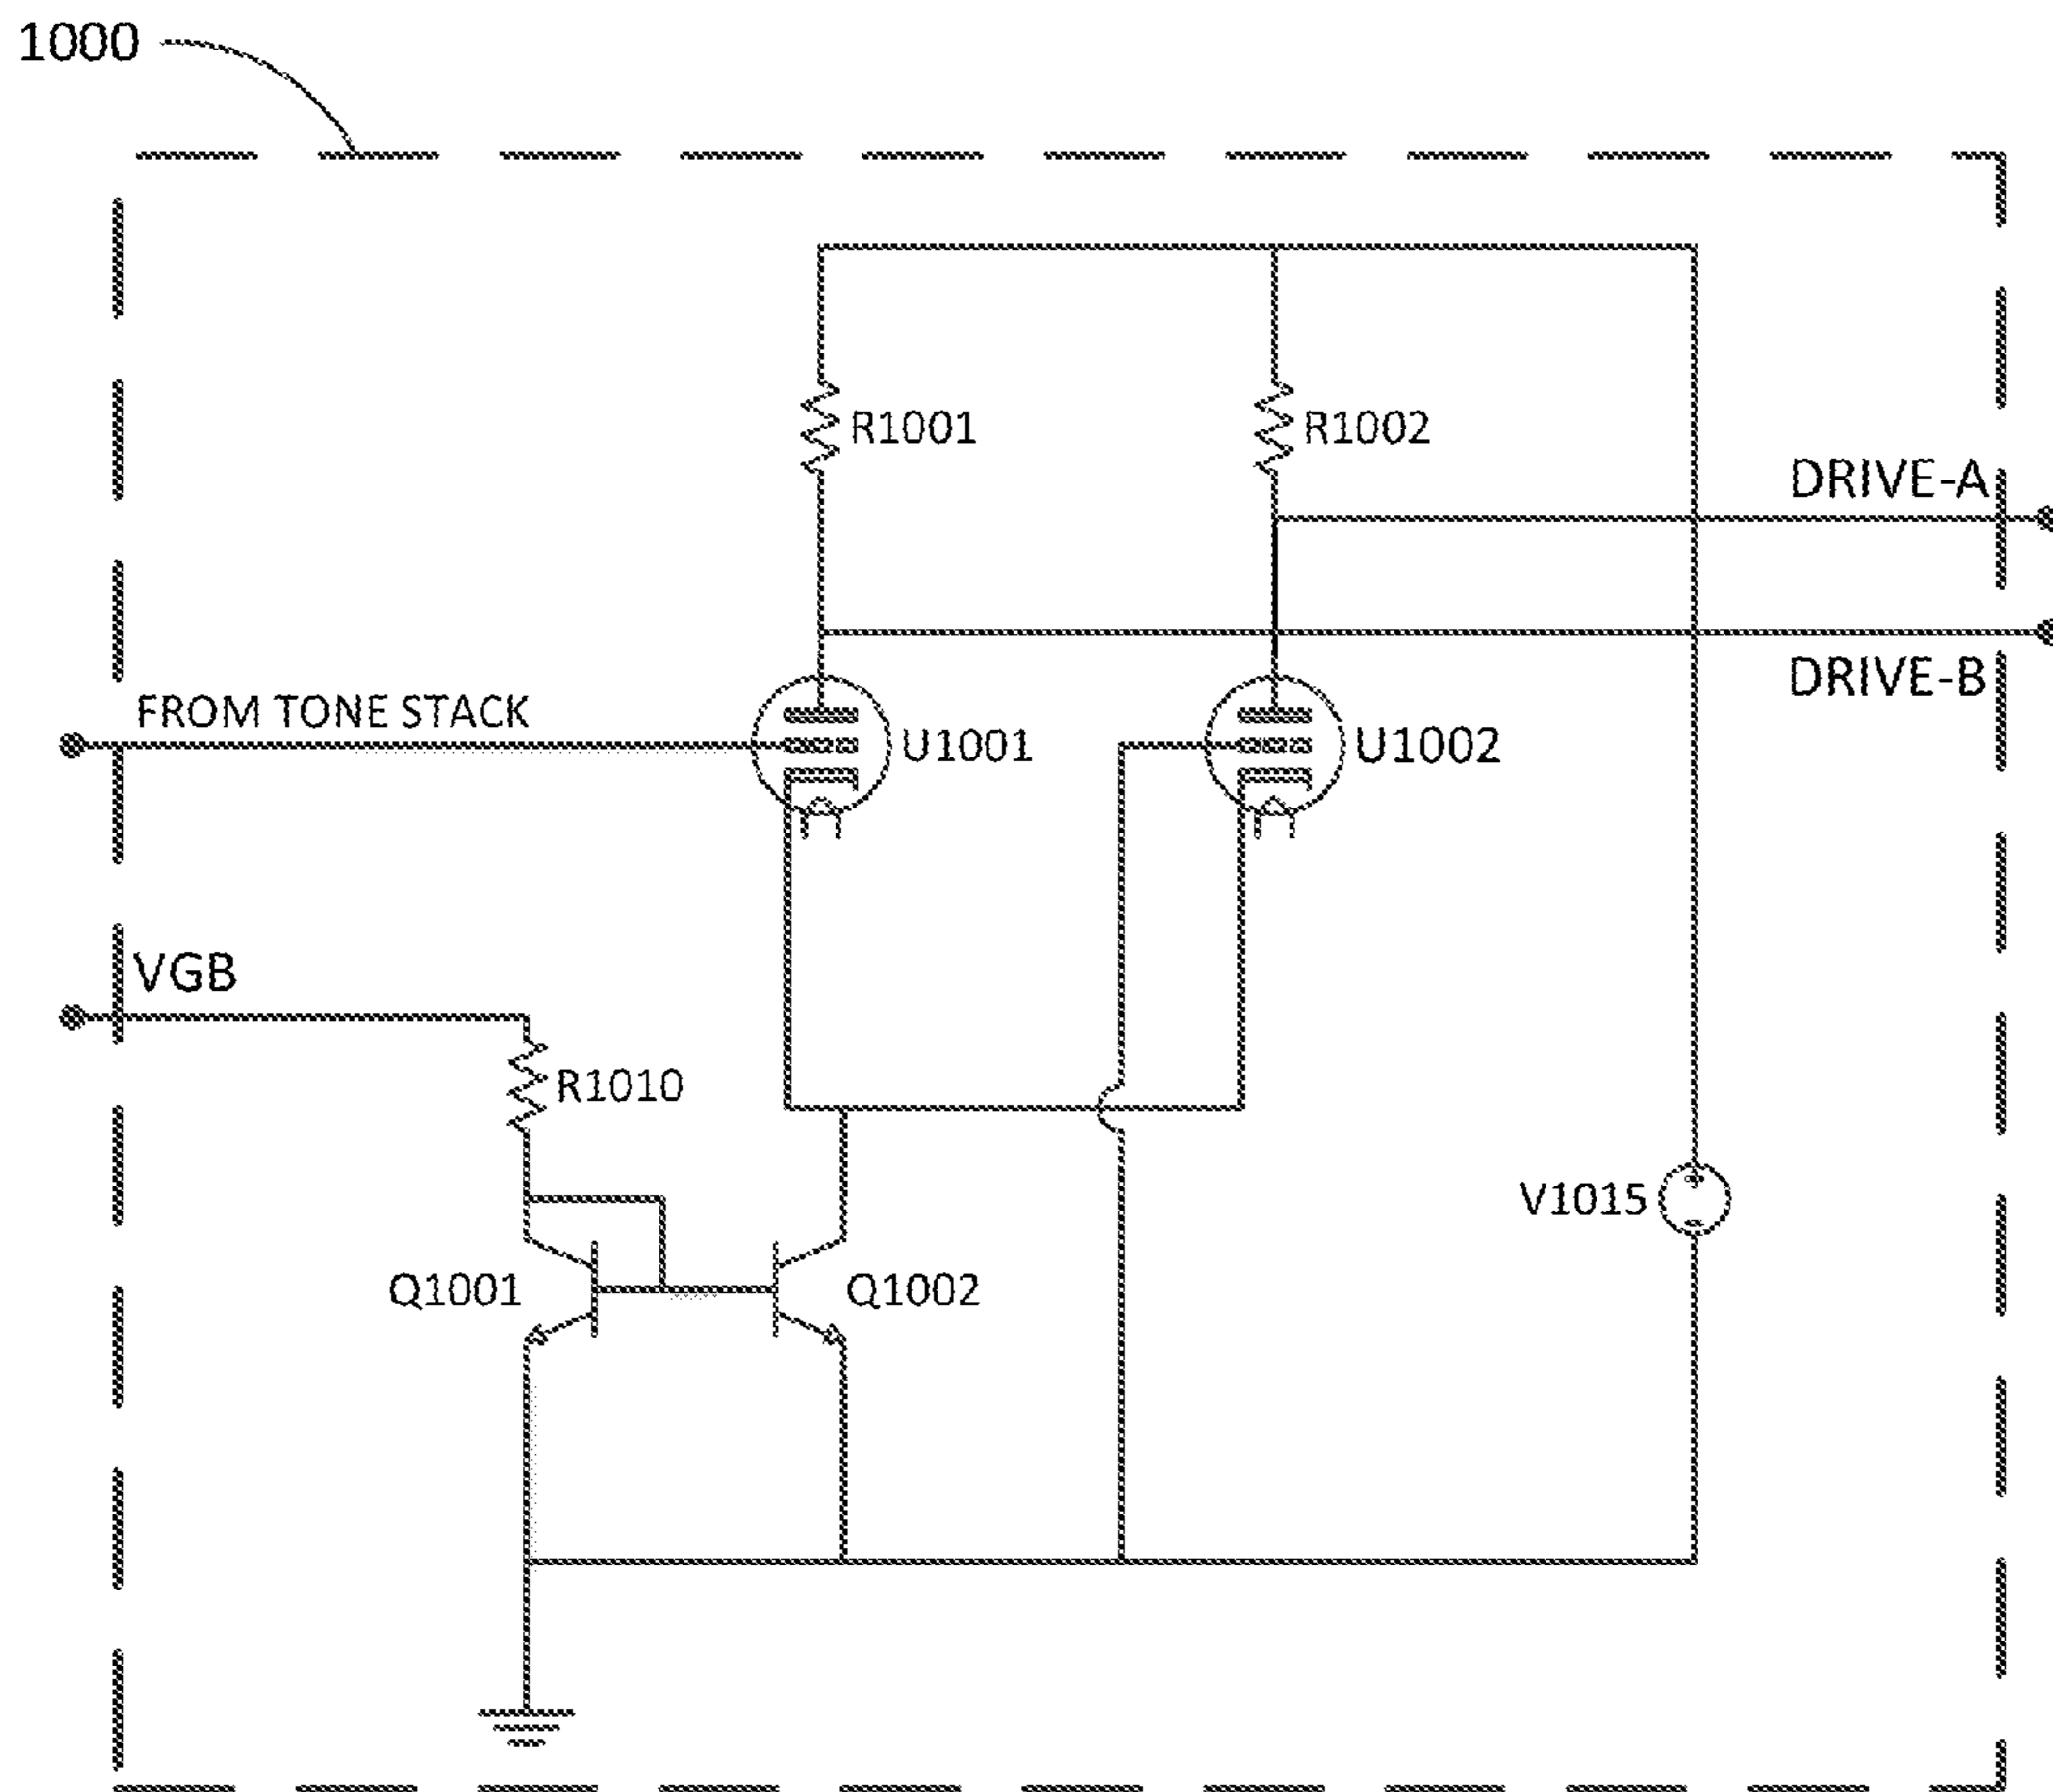 1000
R1001
R1002
DRIVE-A
DRIVE-B
FROM TONE STACK
U1001
U1002
VGB
R1010
V1015
Q1001
Q1002